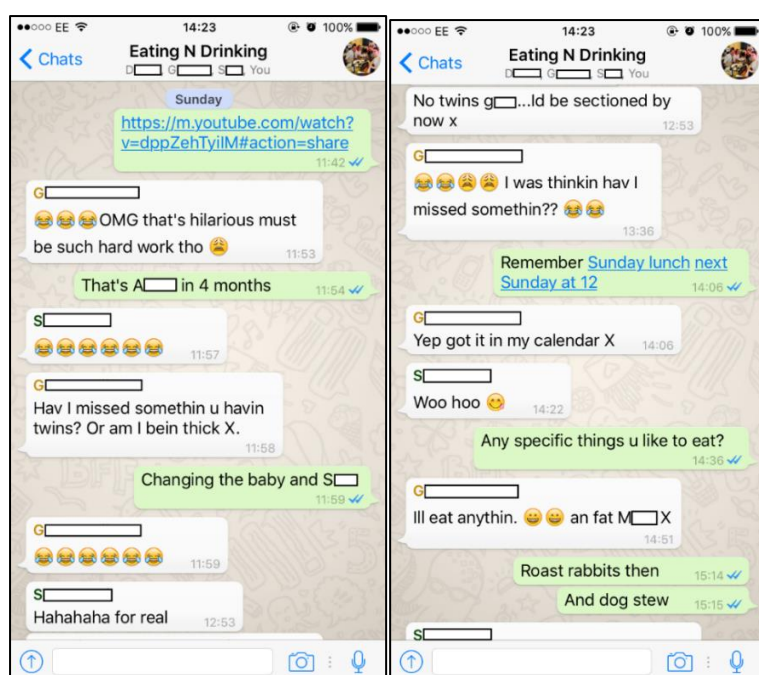 EE 14:23 100%
Chats Eating N Drinking
D G S You
Sunday
https://m.youtube.com/watch?
v=dppZehTyilM#action=share
11:42
G
😂😂😂OMG that's hilarious must
be such hard work tho 😩 11:53
That's A in 4 months 11:54
S
😂😂😂😂😂😂 11:57
G
Hav I missed somethin u havin
twins? Or am I bein thick X.
11:58
Changing the baby and S
11:59
G
😂😂😂😂😂😂 11:59
S
Hahahaha for real 12:53
EE 14:23 100%
Chats Eating N Drinking
D G S You
No twins g...ld be sectioned by
now x 12:53
G
😂😂😩😩 I was thinkin hav I
missed somethin?? 😂😂
13:36
Remember Sunday lunch next
Sunday at 12 14:06
G
Yep got it in my calendar X 14:06
S
Woo hoo 😋 14:22
Any specific things u like to eat?
14:36
G
Ill eat anythin. 😀😀 an fat M X
14:51
Roast rabbits then 15:14
And dog stew 15:15
S